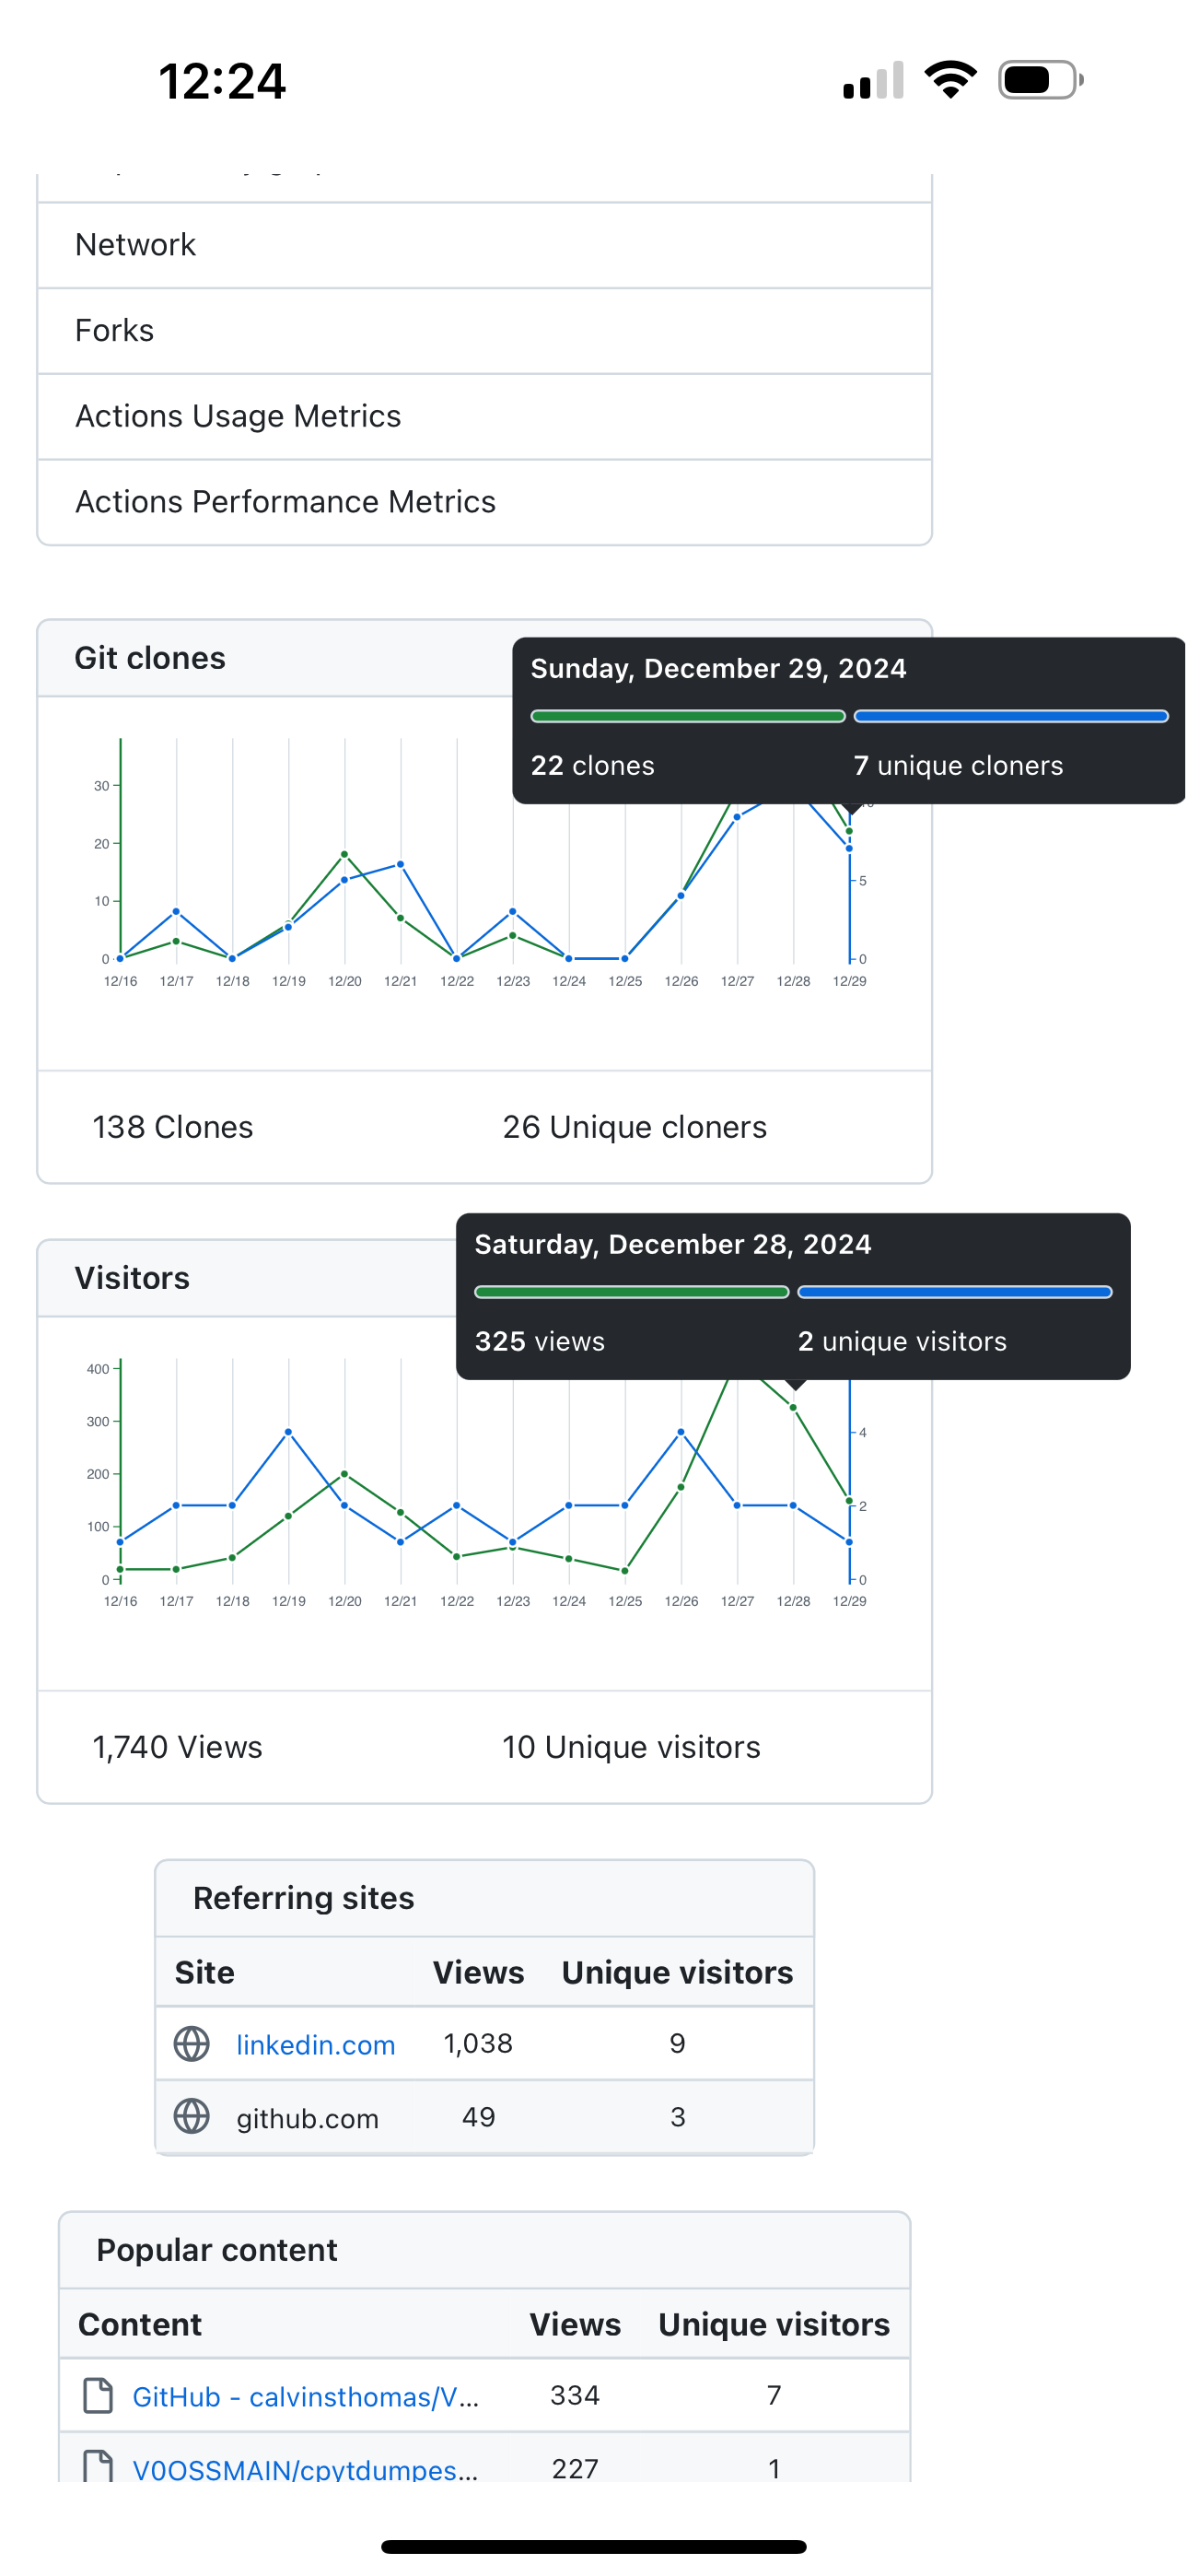 12:24
Network
Forks
Actions Usage Metrics
Actions Performance Metrics
Git clones
Sunday, December 29, 2024
22 clones 7 unique cloners
30
20
10
0
5
0
12/16 12/17 12/18 12/19 12/20 12/21 12/22 12/23 12/24 12/25 12/26 12/27 12/28 12/29
138 Clones 26 Unique cloners
Saturday, December 28, 2024
325 views 2 unique visitors
Visitors
400
300
200
100
0
4
2
0
12/16 12/17 12/18 12/19 12/20 12/21 12/22 12/23 12/24 12/25 12/26 12/27 12/28 12/29
1,740 Views 10 Unique visitors
Referring sites
Site Views Unique visitors
linkedin.com 1,038 9
github.com 49 3
Popular content
Content Views Unique visitors
GitHub - calvinsthomas/V... 334 7
V0OSSMAIN/cpytdumpes... 227 1